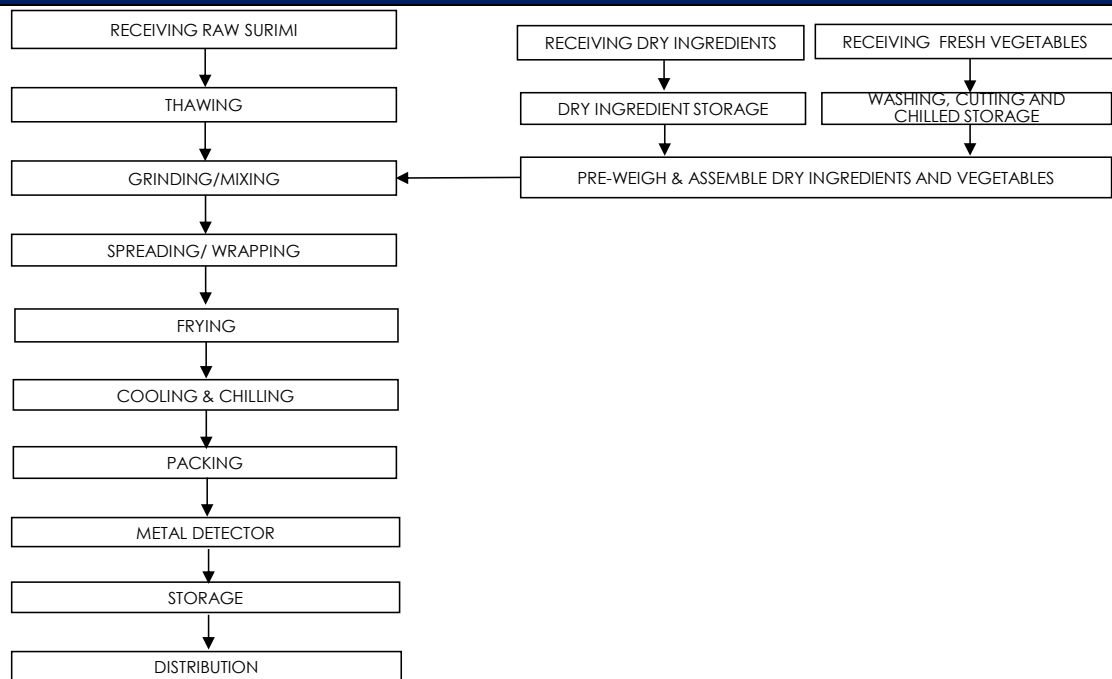 RECEIVING RAW SURIMI
THAWING
GRINDING/MIXING
SPREADING/ WRAPPING
FRYING
COOLING & CHILLING
PACKING
METAL DETECTOR
STORAGE
DISTRIBUTION
RECEIVING DRY INGREDIENTS
DRY INGREDIENT STORAGE
RECEIVING FRESH VEGETABLES
WASHING, CUTTING AND
CHILLED STORAGE
PRE-WEIGH & ASSEMBLE DRY INGREDIENTS AND VEGETABLES